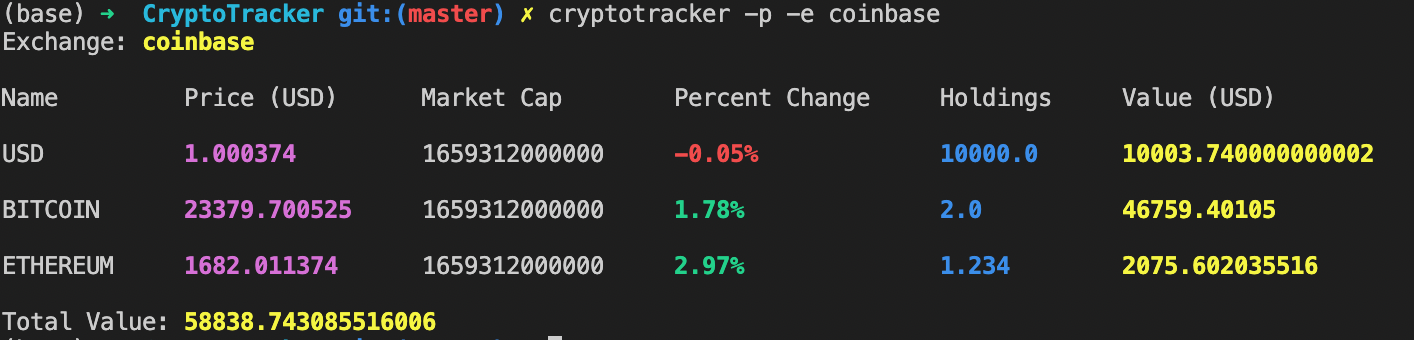 (base) → CryptoTracker git:(master) ✗ cryptotracker -p -e coinbase
Exchange: coinbase
Name Price (USD) Market Cap Percent Change Holdings Value (USD)
USD 1.000374 1659312000000 -0.05% 10000.0 10003.740000000002
BITCOIN 23379.700525 1659312000000 1.78% 2.0 46759.40105
ETHEREUM 1682.011374 1659312000000 2.97% 1.234 2075.602035516
Total Value: 58838.743085516006